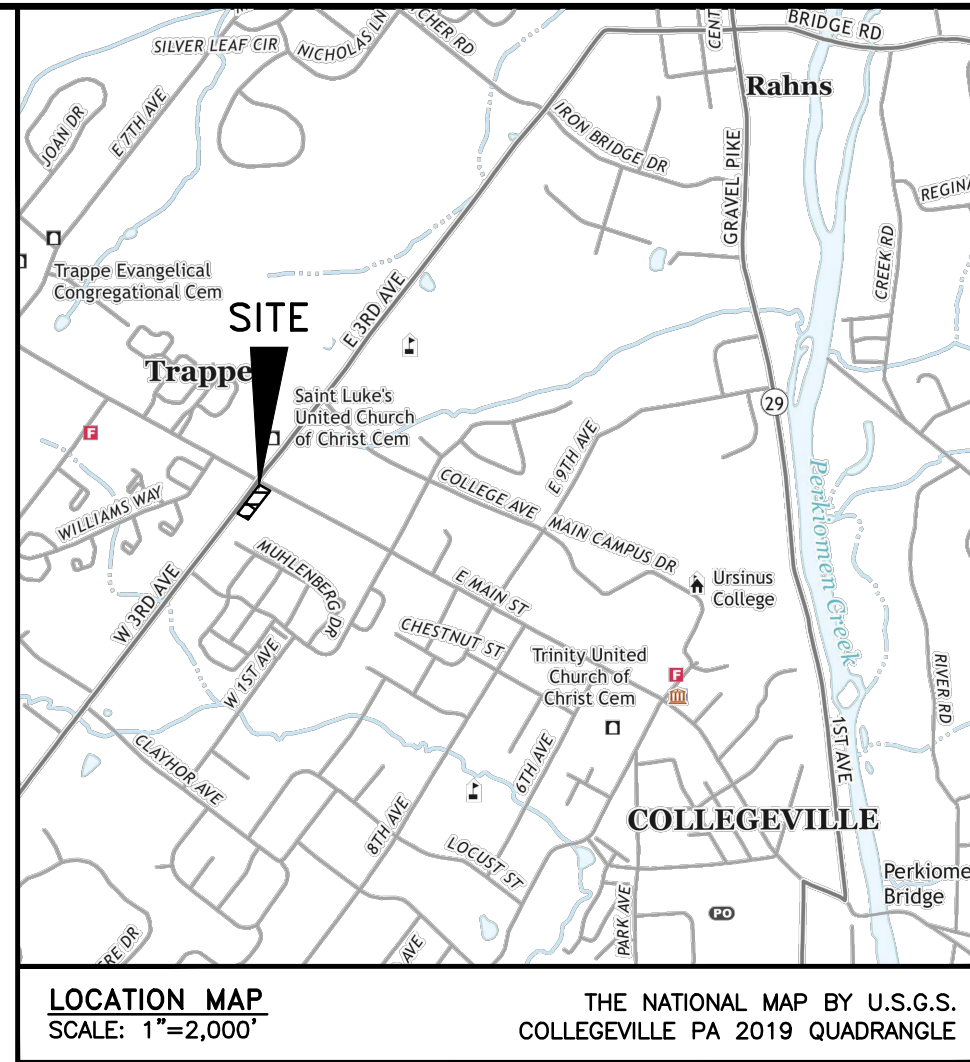 BRIDGE RD
CENT
CHER RD
NICHOLAS LN
SILVER LEAF CIR
Rahns
JOAN DR
E 7TH AVE
IRON BRIDGE DR
GRAVEL PIKE
REGINA
CREEK RD
Trappe Evangelical
Congregational Cem
E 3RD AVE
SITE
Trappe
Saint Luke's
United Church
of Christ Cem
29
F
E 9TH AVE
COLLEGE AVE
MAIN CAMPUS DR
WILLIAMS WAY
Perkiomen Creek
MUHLENBERG DR
W 3RD AVE
E MAIN ST
Ursinus
College
CHESTNUT ST
W 1ST AVE
Trinity United
Church of
Christ Cem
F
RIVER RD
1ST AVE
CLAYHOR AVE
6TH AVE
8TH AVE
COLLEGEVILLE
LOCUST ST
Perkiome
Bridge
PARK AVE
PO
ERE DR
AVE
LOCATION MAP
SCALE: 1"=2,000'
THE NATIONAL MAP BY U.S.G.S.
COLLEGEVILLE PA 2019 QUADRANGLE